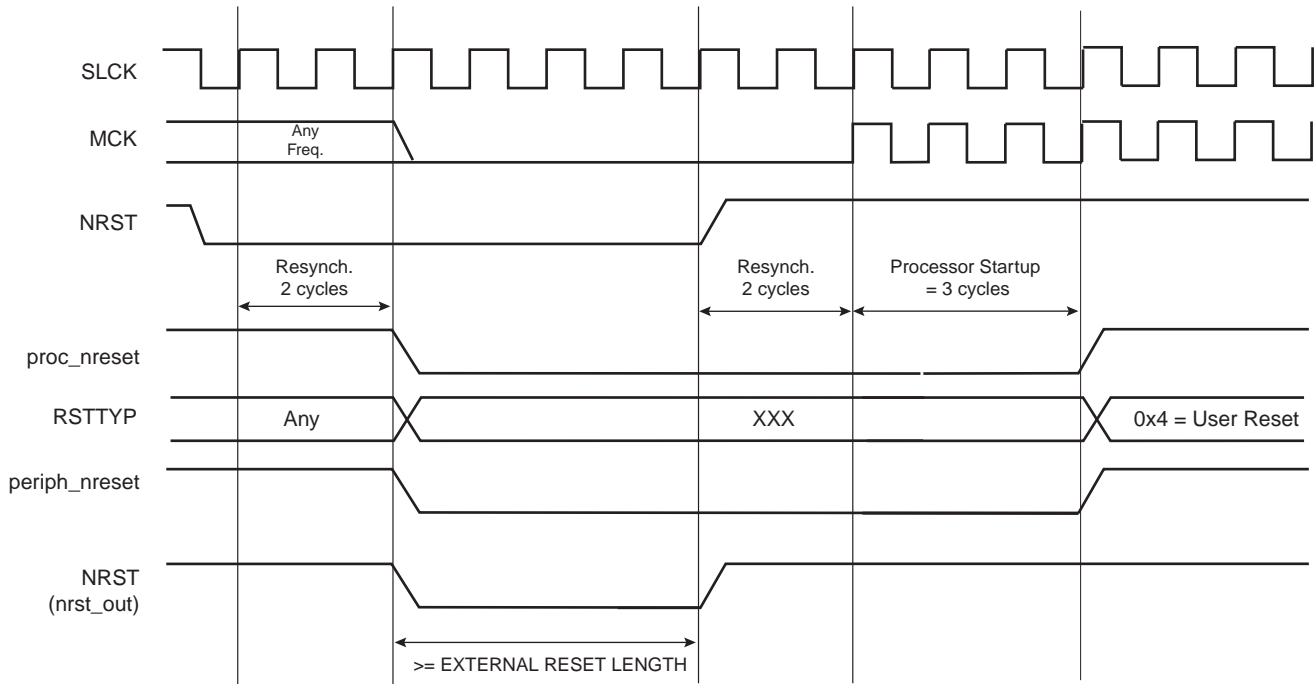 SLCK
MCK
Any
Freq.
NRST
Resynch.
2 cycles
Resynch.
2 cycles
Processor Startup
= 3 cycles
proc_nreset
RSTTYP
Any
XXX
0x4 = User Reset
periph_nreset
NRST
(nrst_out)
>= EXTERNAL RESET LENGTH